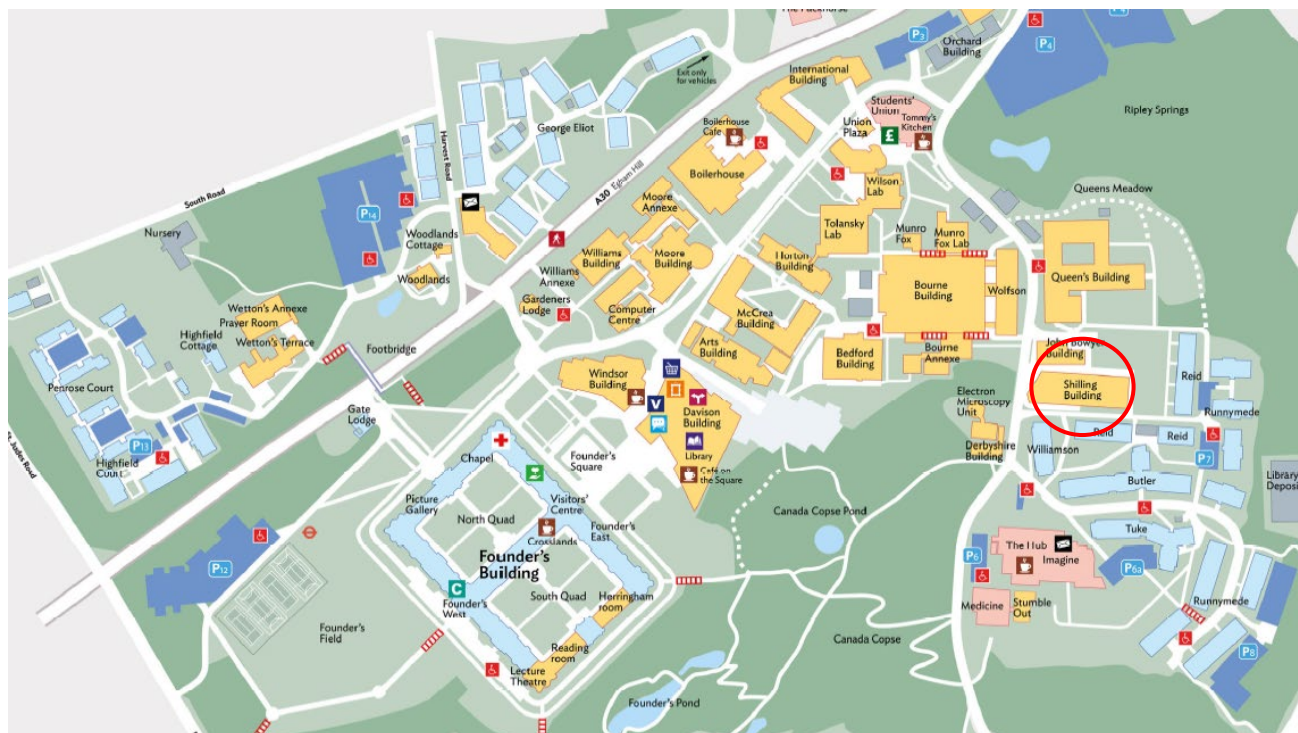 The Packhorse
P3
P4
P4
Orchard
Building
Exit only
for vehicles
International
Building
Students'
Union
Tommy's
Kitchen
Union
Plaza
£
Ripley Springs
George Eliot
Harvest Road
Boilerhouse
Cafe
Boilerhouse
A30 Egham Hill
South Road
P14
Nursery
Moore
Annexe
Wilson
Lab
Queens Meadow
Tolansky
Lab
Munro
Fox
Munro
Fox Lab
Woodlands
Cottage
Woodlands
Williams
Building
Moore
Building
Horton
Building
Williams
Annexe
Gardeners
Lodge
Computer
Centre
McCrea
Building
Bourne
Building
Wolfson
Queen's Building
Wetton's Annexe
Prayer Room
Wetton's Terrace
Highfield
Cottage
Footbridge
Penrose Court
Arts
Building
Bedford
Building
Bourne
Annexe
John Bowyer
Building
Shilling
Building
Reid
Windsor
Building
V
Davison
Building
Library
Café on
the Square
Electron
Microscopy
Unit
Derbyshire
Building
Runnymede
Reid
Reid
Williamson
P7
Gate
Lodge
St. Judes Road
P13
Highfield
Court
Chapel
Founder's
Square
Butler
Library
Picture
Gallery
Visitors'
Centre
North Quad
Founder's
East
Crosslands
Canada Copse Pond
Tuke
P12
Founder's
Building
The Hub
Imagine
P6
P6a
C
Founder's
West
South Quad
Herringham
room
Medicine
Stumble
Out
Runnymede
Founder's
Field
Reading
room
Lecture
Theatre
Canada Copse
P8
Founder's Pond